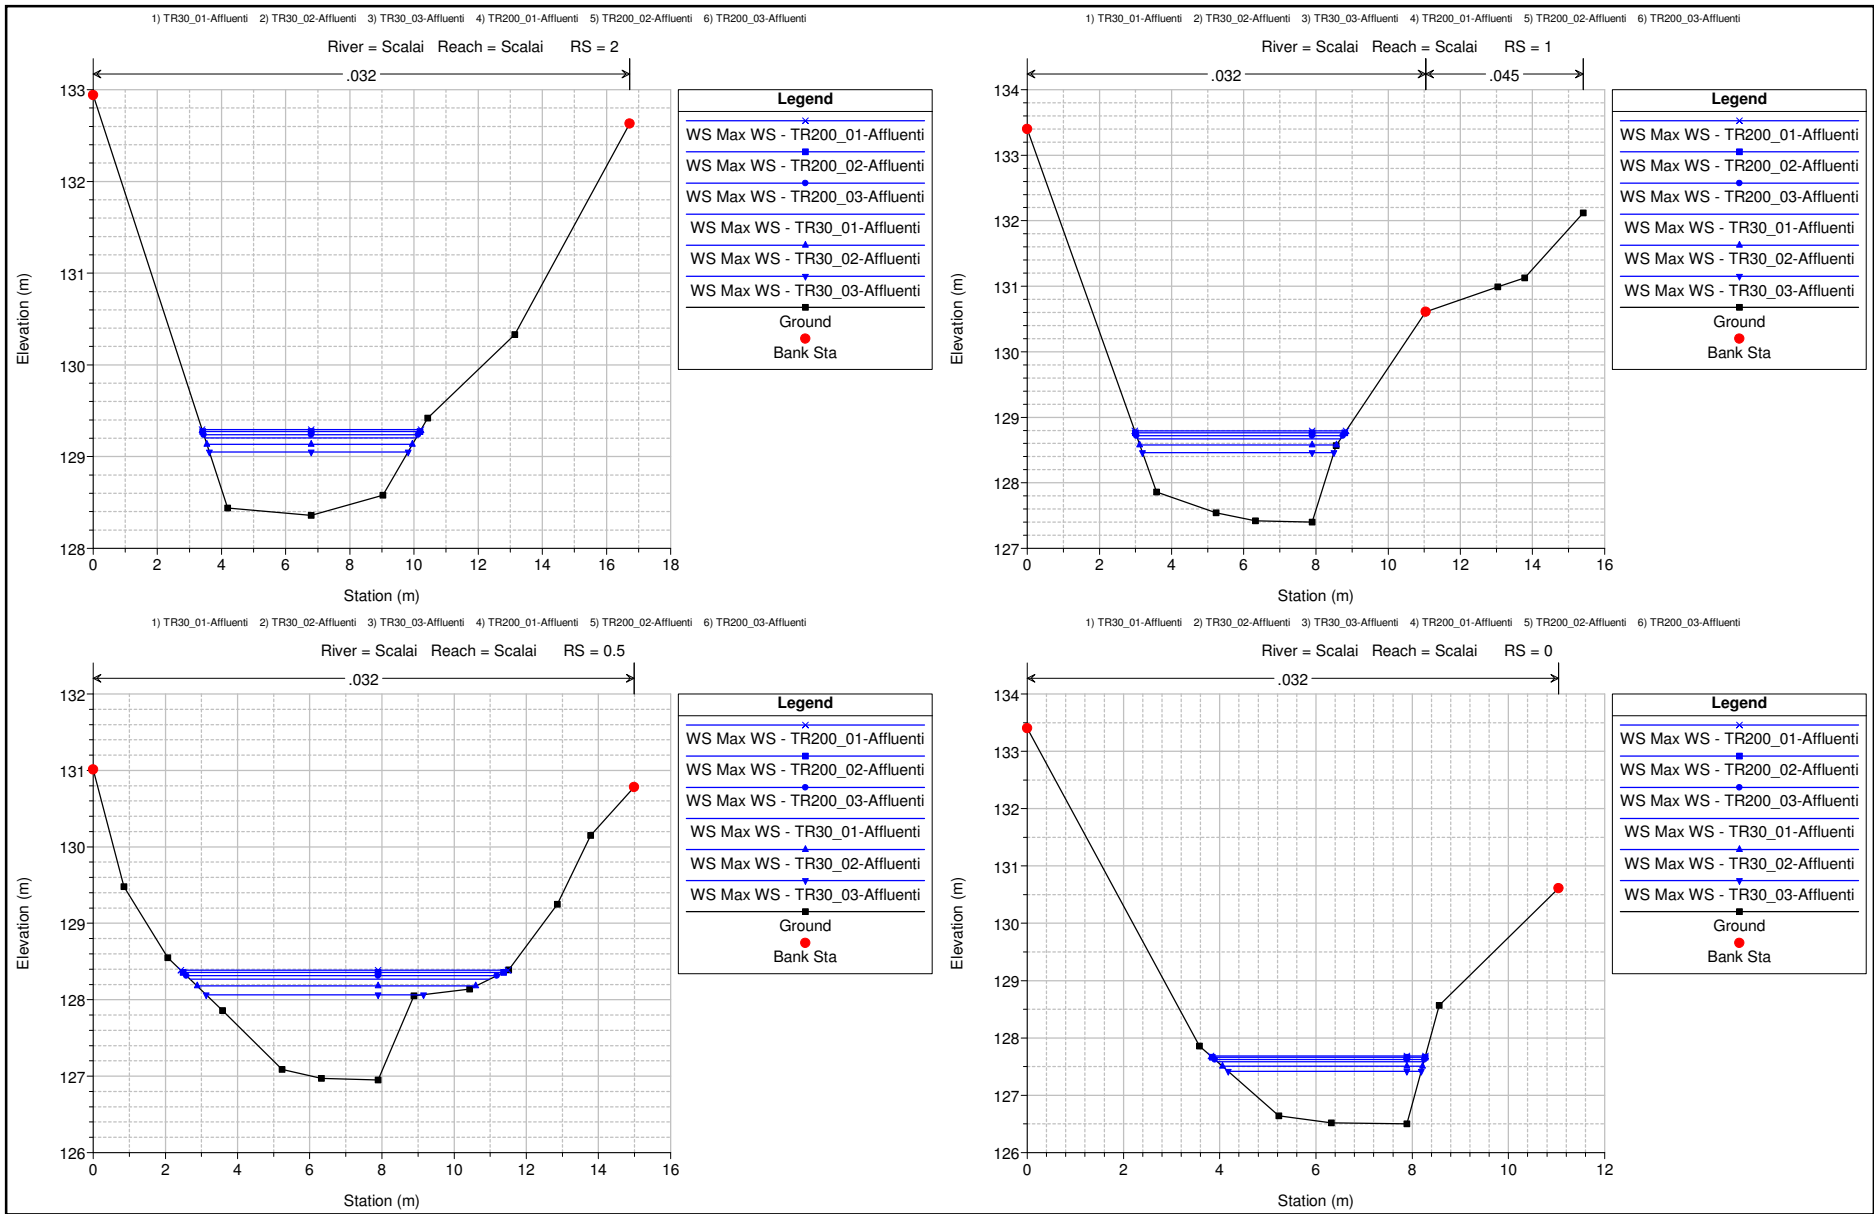 1) TR30_01-Affluenti 2) TR30_02-Affluenti 3) TR30_03-Affluenti 4) TR200_01-Affluenti 5) TR200_02-Affluenti 6) TR200_03-Affluenti
River = Scalai Reach = Scalai RS = 2
.032
133
132
131
130
129
128
Elevation (m)
0 2 4 6 8 10 12 14 16 18
Station (m)
Legend
WS Max WS - TR200_01-Affluenti
WS Max WS - TR200_02-Affluenti
WS Max WS - TR200_03-Affluenti
WS Max WS - TR30_01-Affluenti
WS Max WS - TR30_02-Affluenti
WS Max WS - TR30_03-Affluenti
Ground
Bank Sta
1) TR30_01-Affluenti 2) TR30_02-Affluenti 3) TR30_03-Affluenti 4) TR200_01-Affluenti 5) TR200_02-Affluenti 6) TR200_03-Affluenti
River = Scalai Reach = Scalai RS = 1
.032 .045
134
133
132
131
130
129
128
127
Elevation (m)
0 2 4 6 8 10 12 14 16
Station (m)
Legend
WS Max WS - TR200_01-Affluenti
WS Max WS - TR200_02-Affluenti
WS Max WS - TR200_03-Affluenti
WS Max WS - TR30_01-Affluenti
WS Max WS - TR30_02-Affluenti
WS Max WS - TR30_03-Affluenti
Ground
Bank Sta
1) TR30_01-Affluenti 2) TR30_02-Affluenti 3) TR30_03-Affluenti 4) TR200_01-Affluenti 5) TR200_02-Affluenti 6) TR200_03-Affluenti
River = Scalai Reach = Scalai RS = 0.5
.032
132
131
130
129
128
127
126
Elevation (m)
0 2 4 6 8 10 12 14 16
Station (m)
Legend
WS Max WS - TR200_01-Affluenti
WS Max WS - TR200_02-Affluenti
WS Max WS - TR200_03-Affluenti
WS Max WS - TR30_01-Affluenti
WS Max WS - TR30_02-Affluenti
WS Max WS - TR30_03-Affluenti
Ground
Bank Sta
1) TR30_01-Affluenti 2) TR30_02-Affluenti 3) TR30_03-Affluenti 4) TR200_01-Affluenti 5) TR200_02-Affluenti 6) TR200_03-Affluenti
River = Scalai Reach = Scalai RS = 0
.032
134
133
132
131
130
129
128
127
126
Elevation (m)
0 2 4 6 8 10 12
Station (m)
Legend
WS Max WS - TR200_01-Affluenti
WS Max WS - TR200_02-Affluenti
WS Max WS - TR200_03-Affluenti
WS Max WS - TR30_01-Affluenti
WS Max WS - TR30_02-Affluenti
WS Max WS - TR30_03-Affluenti
Ground
Bank Sta